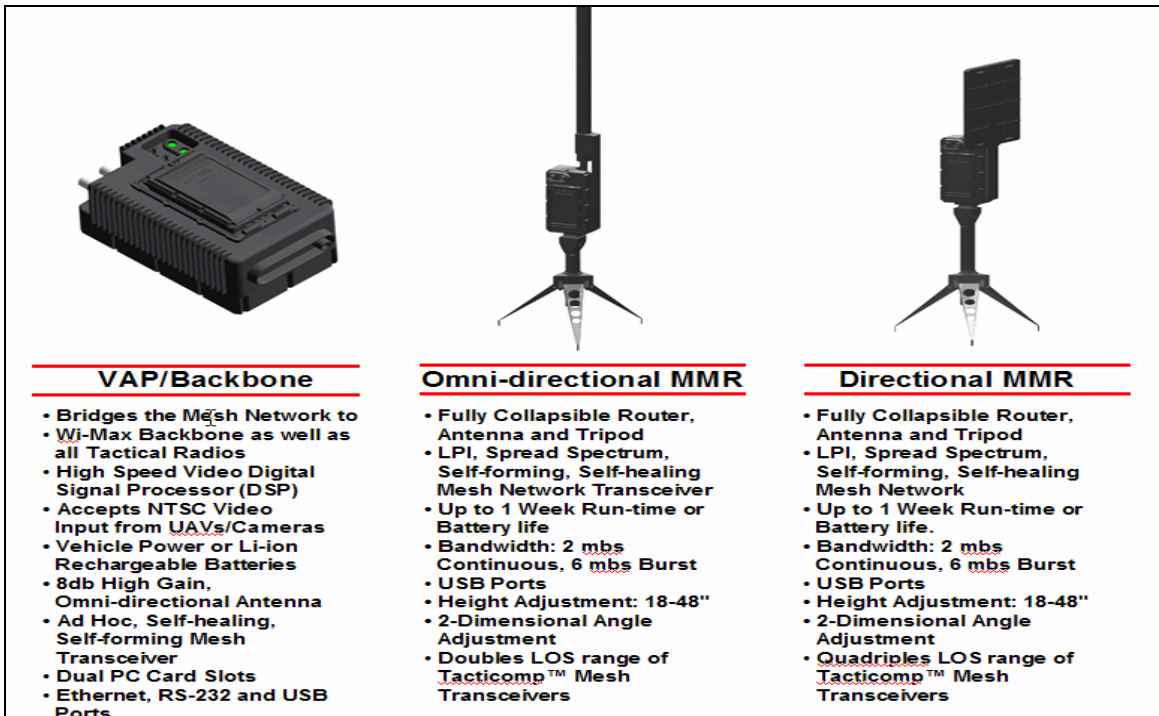 VAP/Backbone
• Bridges the Mesh Network to
• Wi-Max Backbone as well as
all Tactical Radios
• High Speed Video Digital
Signal Processor (DSP)
• Accepts NTSC Video
Input from UAVs/Cameras
• Vehicle Power or Li-ion
Rechargeable Batteries
• 8db High Gain,
Omni-directional Antenna
• Ad Hoc, Self-healing,
Self-forming Mesh
Transceiver
• Dual PC Card Slots
• Ethernet, RS-232 and USB
Ports
Omni-directional MMR
• Fully Collapsible Router,
Antenna and Tripod
• LPI, Spread Spectrum,
Self-forming, Self-healing
Mesh Network Transceiver
• Up to 1 Week Run-time or
Battery life
• Bandwidth: 2 mbs
Continuous, 6 mbs Burst
• USB Ports
• Height Adjustment: 18-48"
• 2-Dimensional Angle
Adjustment
• Doubles LOS range of
Tacticomp™ Mesh
Transceivers
Directional MMR
• Fully Collapsible Router,
Antenna and Tripod
• LPI, Spread Spectrum,
Self-forming, Self-healing
Mesh Network
• Up to 1 Week Run-time or
Battery life.
• Bandwidth: 2 mbs
Continuous, 6 mbs Burst
• USB Ports
• Height Adjustment: 18-48"
• 2-Dimensional Angle
Adjustment
• Quadriples LOS range of
Tacticomp™ Mesh
Transceivers